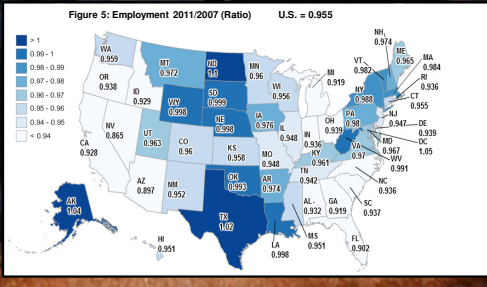 Figure 5: Employment 2011/2007 (Ratio) U.S. = 0.955
> 1
0.99 - 1
0.98 - 0.99
0.97 - 0.98
0.96 - 0.97
0.95 - 0.96
0.94 - 0.95
< 0.94
WA
0.959
OR
0.938
CA
0.928
NV
0.865
ID
0.929
MT
0.972
WY
0.998
UT
0.963
AZ
0.897
CO
0.96
NM
0.952
ND
1.1
SD
0.999
NE
0.998
KS
0.958
OK
0.993
TX
1.02
MN
0.96
IA
0.976
MO
0.948
AR
0.974
LA
0.998
WI
0.956
IL
0.948
MI
0.919
IN
0.936
OH
0.939
KY
0.961
TN
0.942
MS
0.951
AL -
0.932
GA
0.919
FL
0.902
SC
0.937
NC
0.936
VA
0.97
WV
0.991
DC
1.05
MD
0.967
DE
0.939
NJ
0.947
PA
0.98
NY
0.988
CT
0.955
RI
0.936
MA
0.984
VT
0.982
NH
0.974
ME
0.965
AK
1.04
HI
0.951